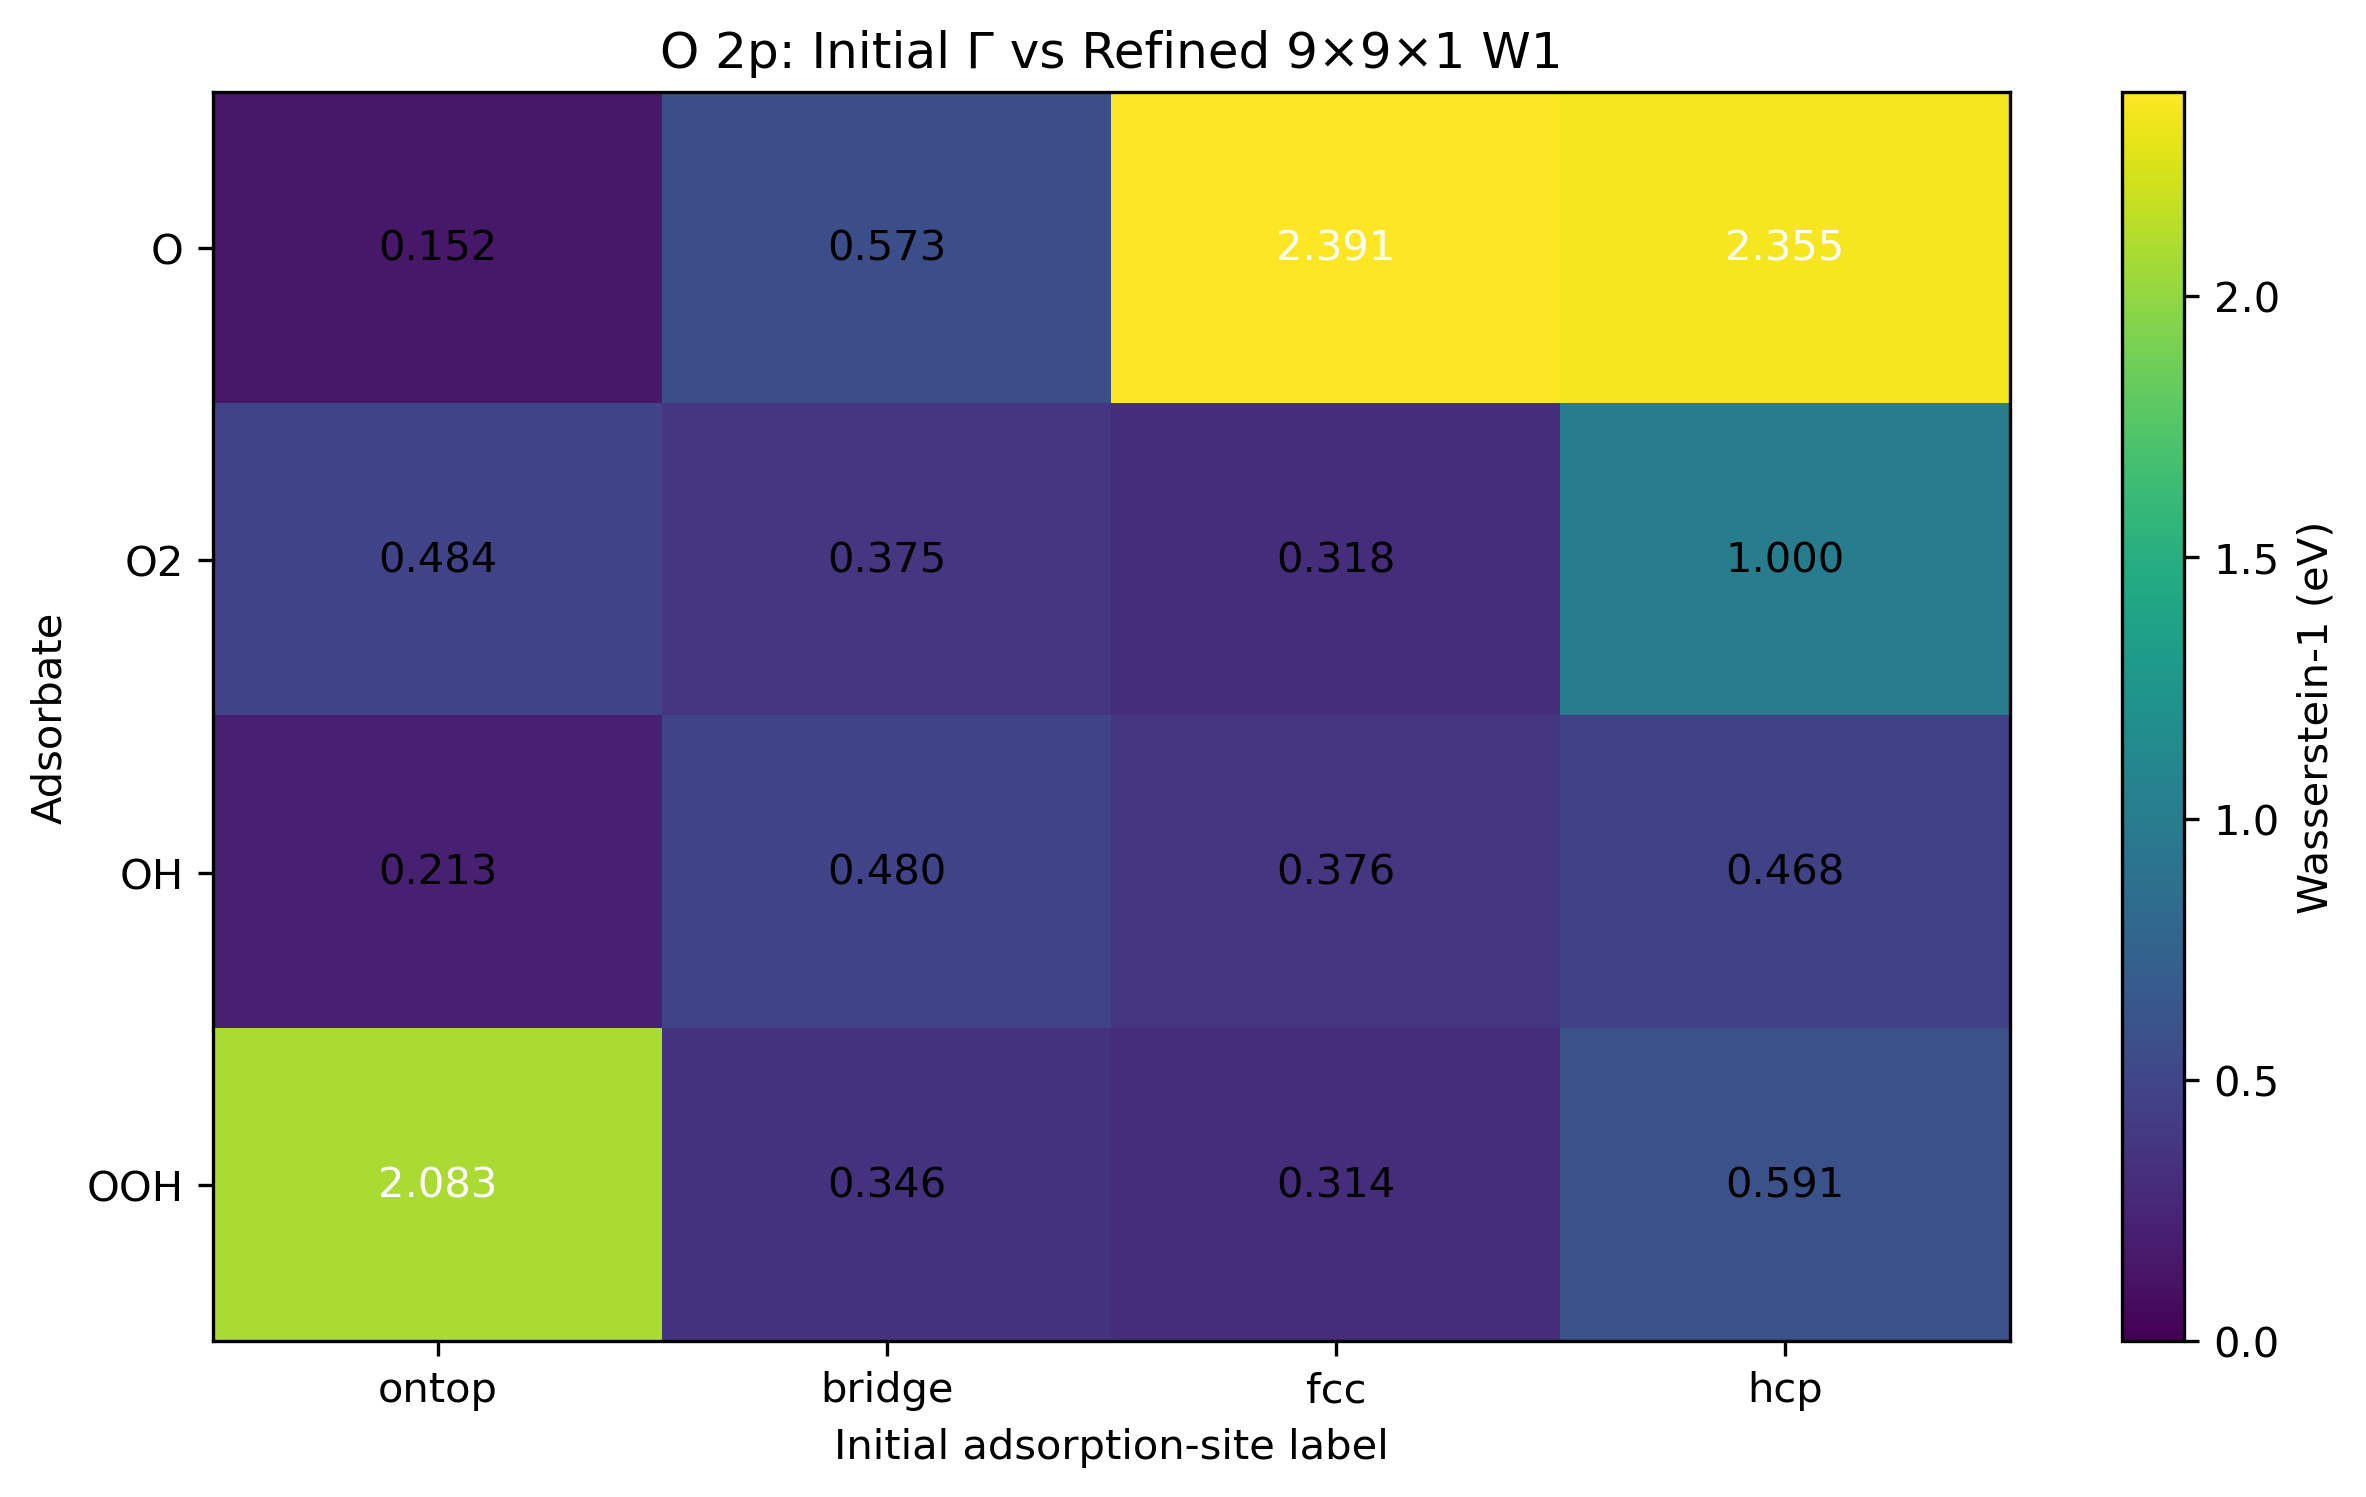 O 2p: Initial Γ vs Refined 9×9×1 W1
O 0.152 0.573 2.391 2.355
O2 0.484 0.375 0.318 1.000
OH 0.213 0.480 0.376 0.468
OOH 2.083 0.346 0.314 0.591
ontop bridge fcc hcp
Initial adsorption-site label
Adsorbate
2.0
1.5
1.0
0.5
0.0
Wasserstein-1 (eV)